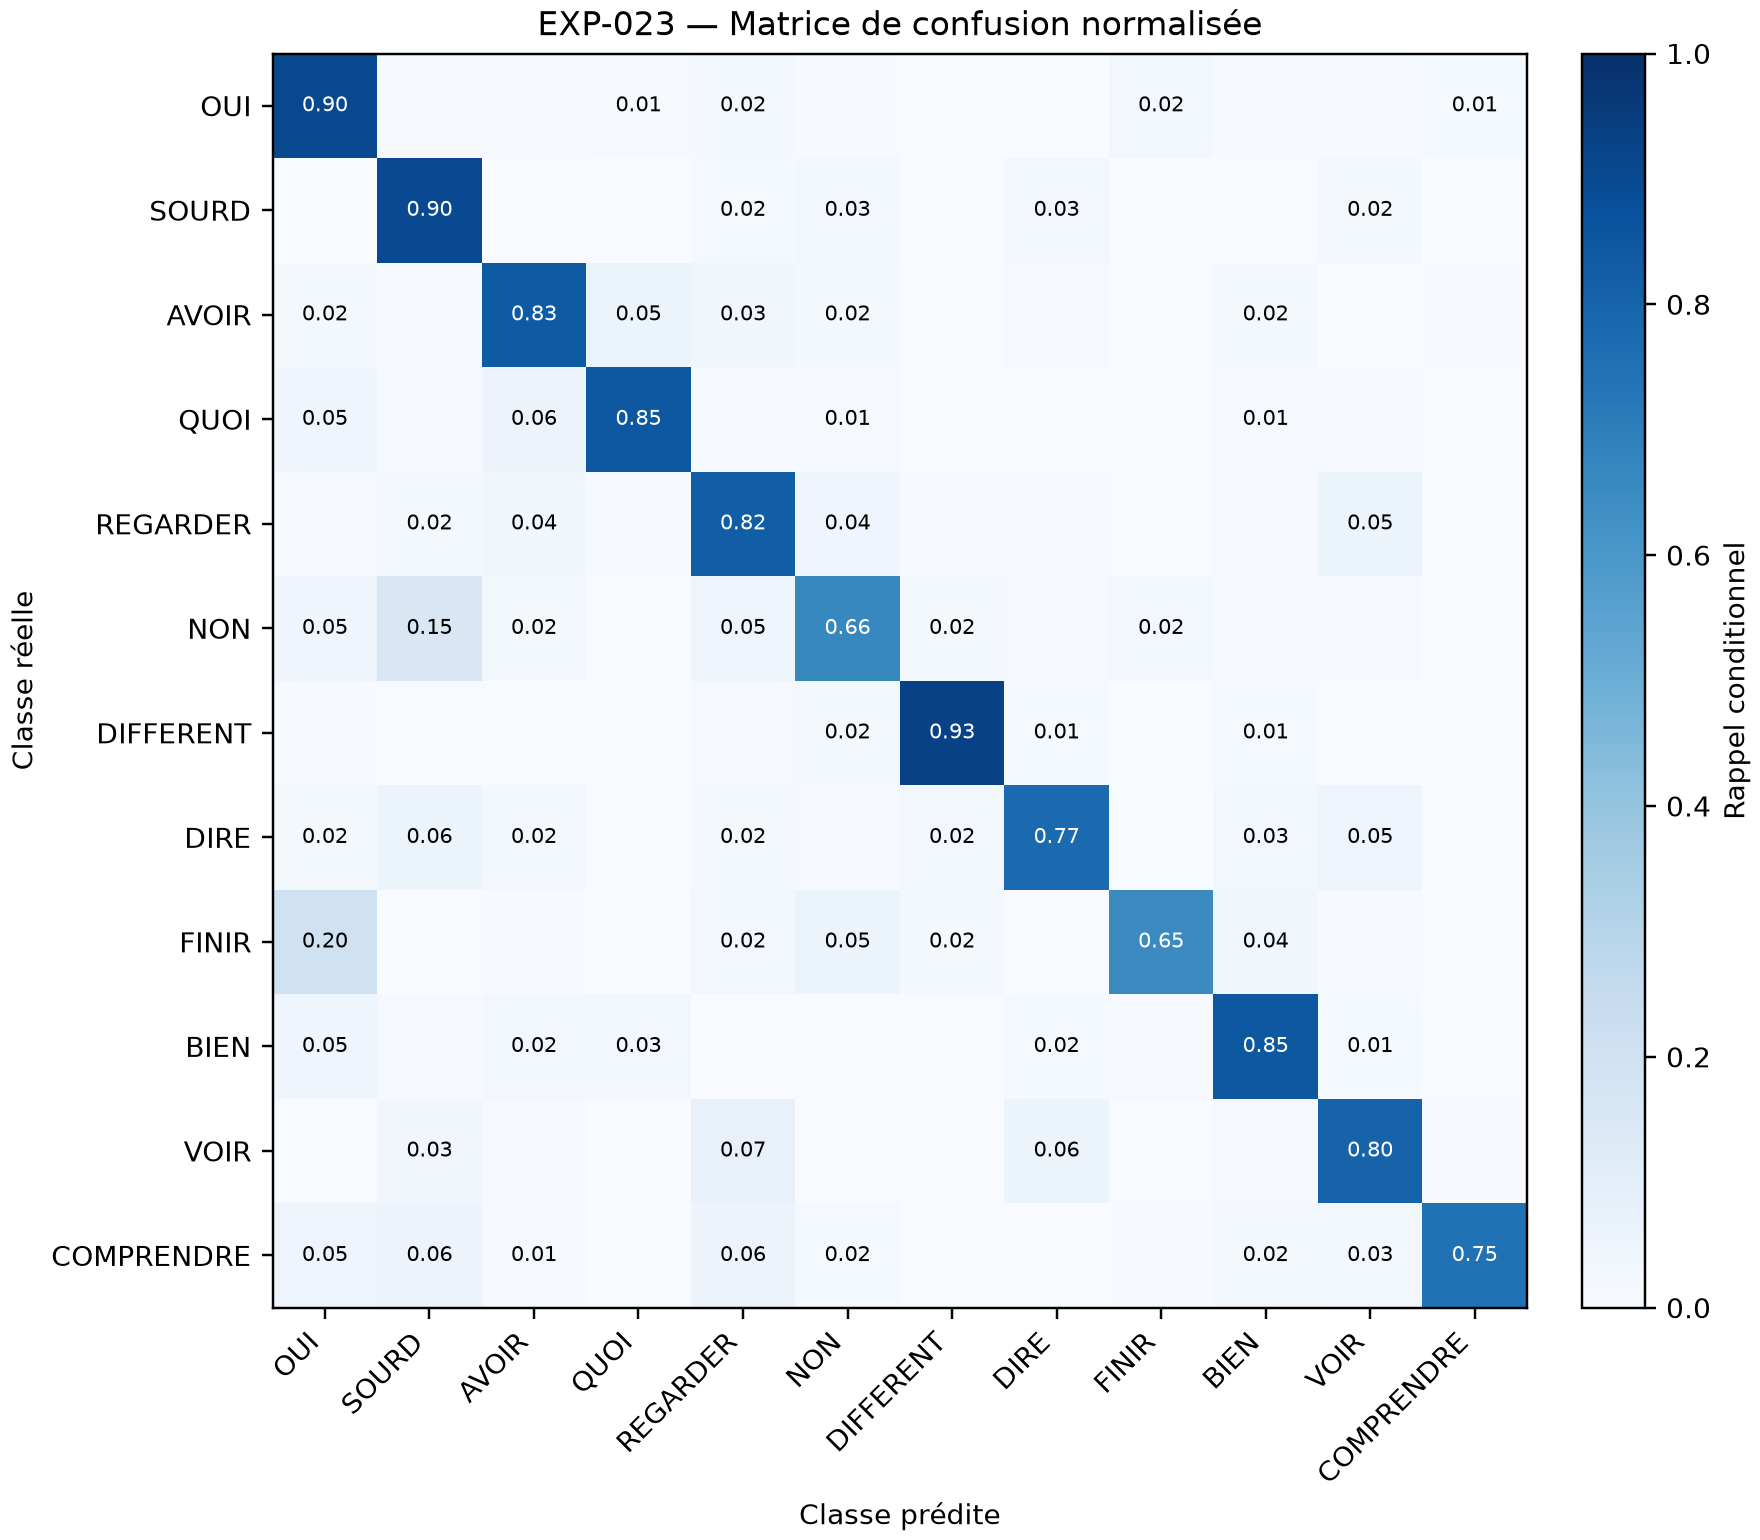 EXP-023 — Matrice de confusion normalisée
OUI 0.90 0.01 0.02 0.02 0.01
SOURD 0.90 0.02 0.03 0.03 0.02
AVOIR 0.02 0.83 0.05 0.03 0.02 0.02
QUOI 0.05 0.06 0.85 0.01 0.01
REGARDER 0.02 0.04 0.82 0.04 0.05
NON 0.05 0.15 0.02 0.05 0.66 0.02 0.02
DIFFERENT 0.02 0.93 0.01 0.01
DIRE 0.02 0.06 0.02 0.02 0.02 0.77 0.03 0.05
FINIR 0.20 0.02 0.05 0.02 0.65 0.04
BIEN 0.05 0.02 0.03 0.02 0.85 0.01
VOIR 0.03 0.07 0.06 0.80
COMPRENDRE 0.05 0.06 0.01 0.06 0.02 0.02 0.03 0.75
OUI SOURD AVOIR QUOI REGARDER NON DIFFERENT DIRE FINIR BIEN VOIR COMPRENDRE
Classe prédite
Classe réelle
1.0
0.8
0.6
0.4
0.2
0.0
Rappel conditionnel